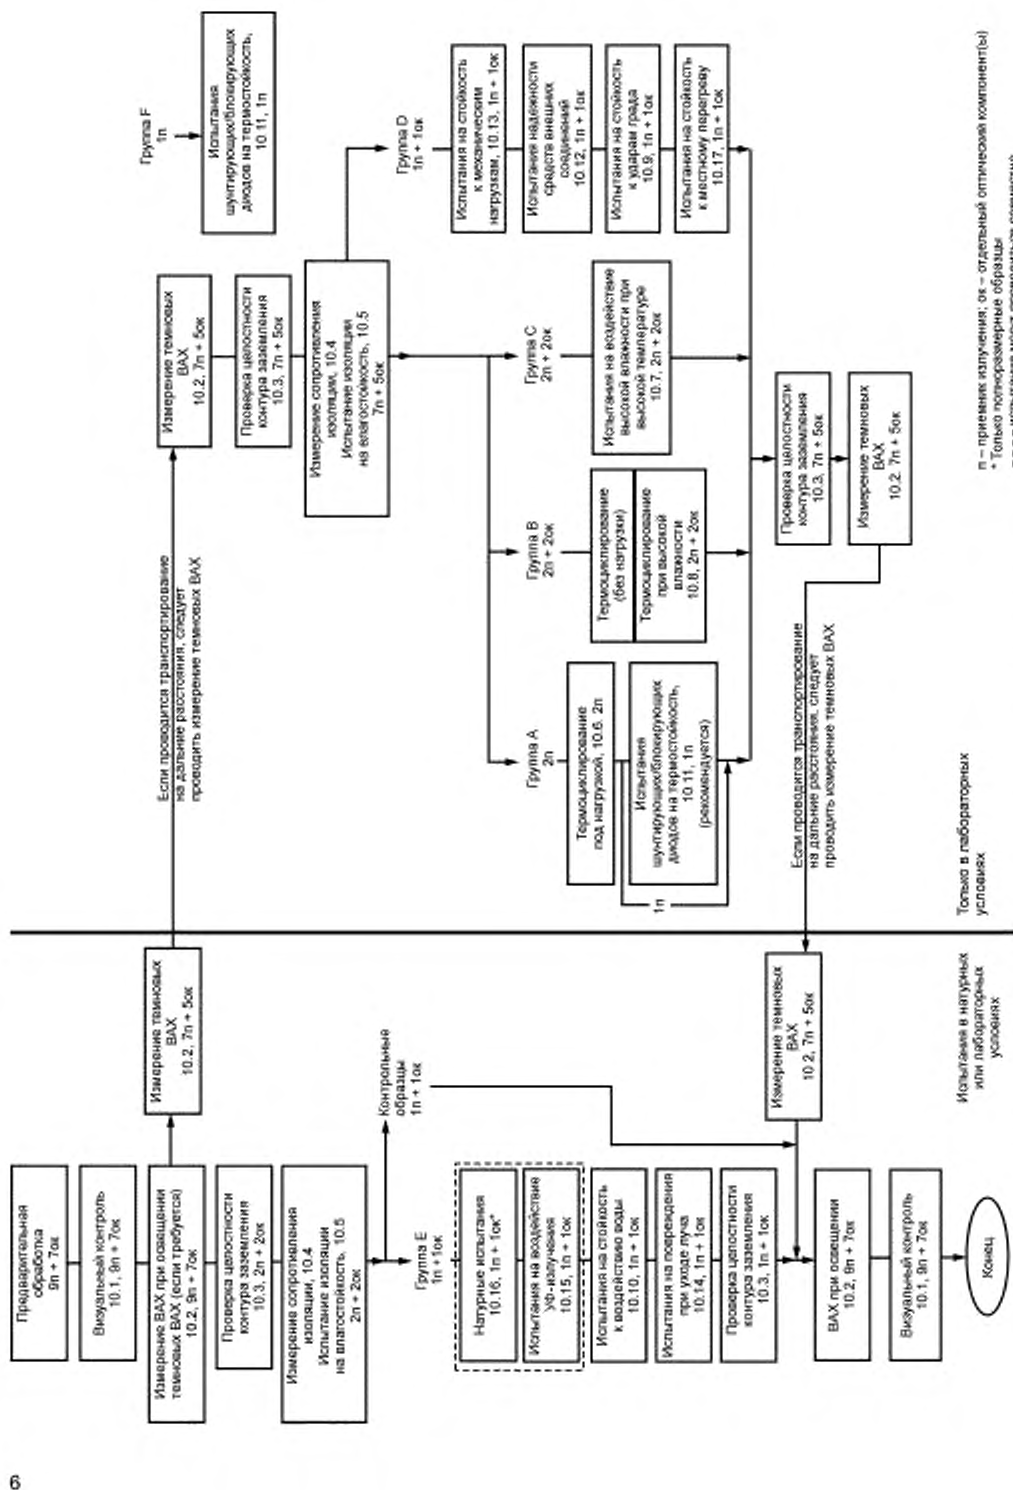 6
Предварительная
обработка
9п + 7ок
Визуальный контроль
10.1, 9п + 7ок
Измерение ВАХ при освещении
темновых ВАХ (если требуется)
10.2, 9п + 7ок
Проверка целостности
контура заземления
10.3, 2п + 2ок
Измерение сопротивления
изоляции, 10.4
Испытание изоляции
на влагостойкость, 10.5
2п + 2ок
Контрольные
образцы
1п + 1ок
Группа E
1п + 1ок
Натурные испытания
10.16, 1п + 1ок*
Испытания на воздействие
УФ-излучения
10.15, 1п + 1ок
Испытания на стойкость
к воздействию воды
10.10, 1п + 1ок
Испытания на повреждения
при уходе луча
10.14, 1п + 1ок
Проверка целостности
контура заземления
10.3, 1п + 1ок
ВАХ при освещении
10.2, 9п + 7ок
Визуальный контроль
10.1, 9п + 7ок
Конец
Измерение темновых
ВАХ
10.2, 7п + 5ок
Измерение темновых
ВАХ
10 2, 7п + 5ок
Испытания в натурных
или лабораторных
условиях
Если проводится транспортирование
на дальние расстояния, следует
проводить измерение темновых ВАХ
Измерение темновых
ВАХ
10.2, 7п + 5ок
Проверка целостности
контура заземления
10.3, 7п + 5ок
Измерение сопротивления
изоляции, 10.4
Испытание изоляции
на влагостойкость, 10.5
7п + 5ок
Группа A
2п
Термоциклирование
под нагрузкой, 10.6. 2п
Испытания
шунтирующих/блокирующих
диодов на термостойкость,
10 11, 1п
(рекомендуется)
1п
Группа B
2п + 2ок
Термоциклирование
(без нагрузки)
Термоциклирование
при высокой
влажности
10.8, 2п + 2ок
Группа C
2п + 2ок
Испытания на воздействие
высокой влажности при
высокой температуре
10.7, 2п + 2ок
Группа D
1п + 1ок
Испытания на стойкость
к механическим
нагрузкам, 10.13, 1п + 1ок
Испытания надежности
средств внешних
соединений
10.12, 1п + 1ок
Испытания на стойкость
к ударам града
10.9, 1п + 1ок
Испытания на стойкость
к местному перегреву
10.17, 1п + 1ок
Группа F
1п
Испытания
шунтирующих/блокирующих
диодов на термостойкость,
10.11, 1п
Проверка целостности
контура заземления
10.3, 7п + 5ок
Измерение темновых
ВАХ
10.2. 7п + 5ок
Если проводится транспортирование
на дальние расстояния, следует
проводить измерение темновых ВАХ
Только в лабораторных
условиях
п – приемник излучения; ок – отдельный оптический компонент(ы)
* Только полноразмерные образцы